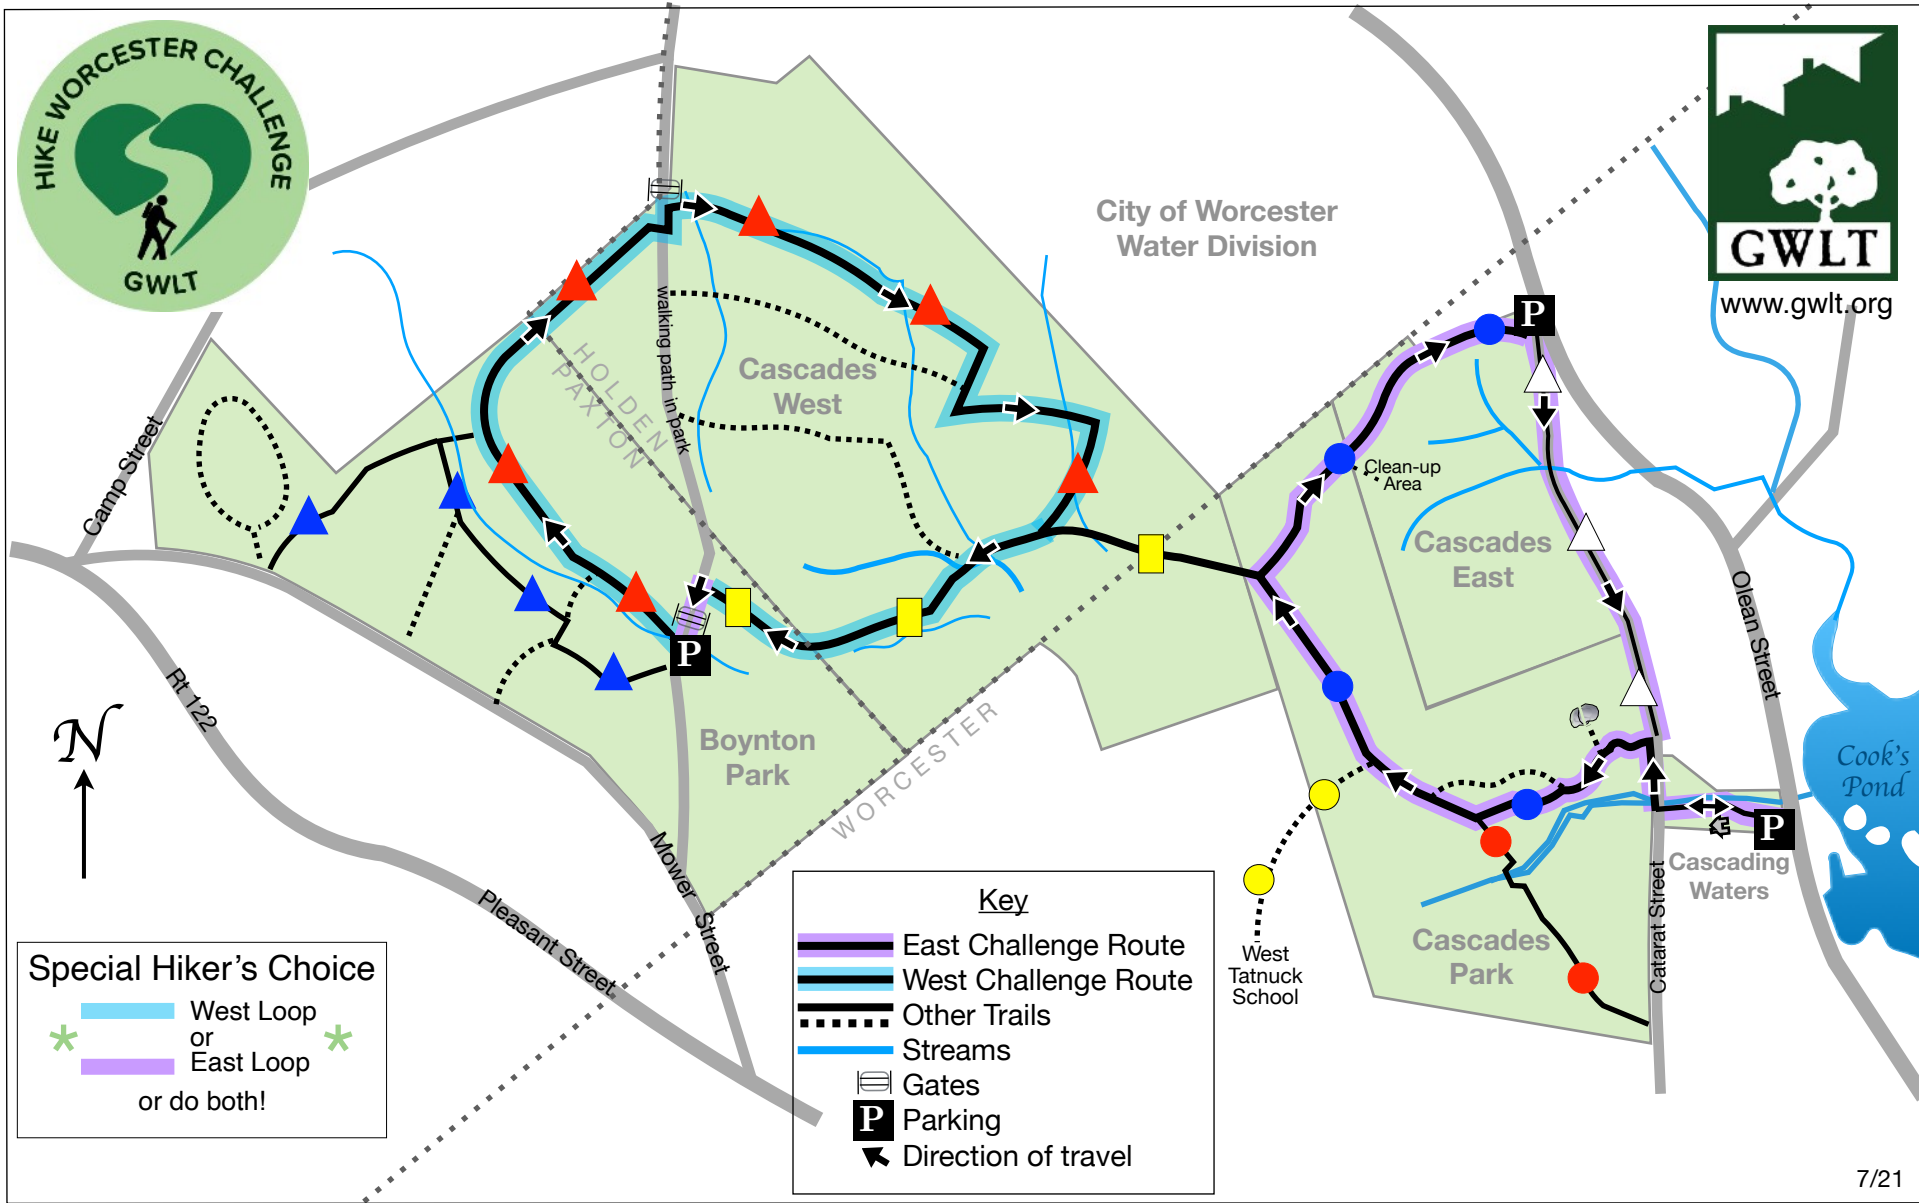 HIKE WORCESTER CHALLENGE
GWLT
GWLT
www.gwlt.org
City of Worcester
Water Division
P
walking path in park
HOLDEN
PAXTON
Cascades
West
Camp Street
Clean-up
Area
Cascades
East
Olean Street
P
Rt 122
N
Boynton
Park
WORCESTER
Cook's
Pond
P
Cascading
Waters
Mower Street
Pleasant Street
Catarat Street
Cascades
Park
West
Tatnuck
School
Key
East Challenge Route
West Challenge Route
Other Trails
Streams
Gates
P Parking
Direction of travel
Special Hiker's Choice
West Loop
* or *
East Loop
or do both!
7/21